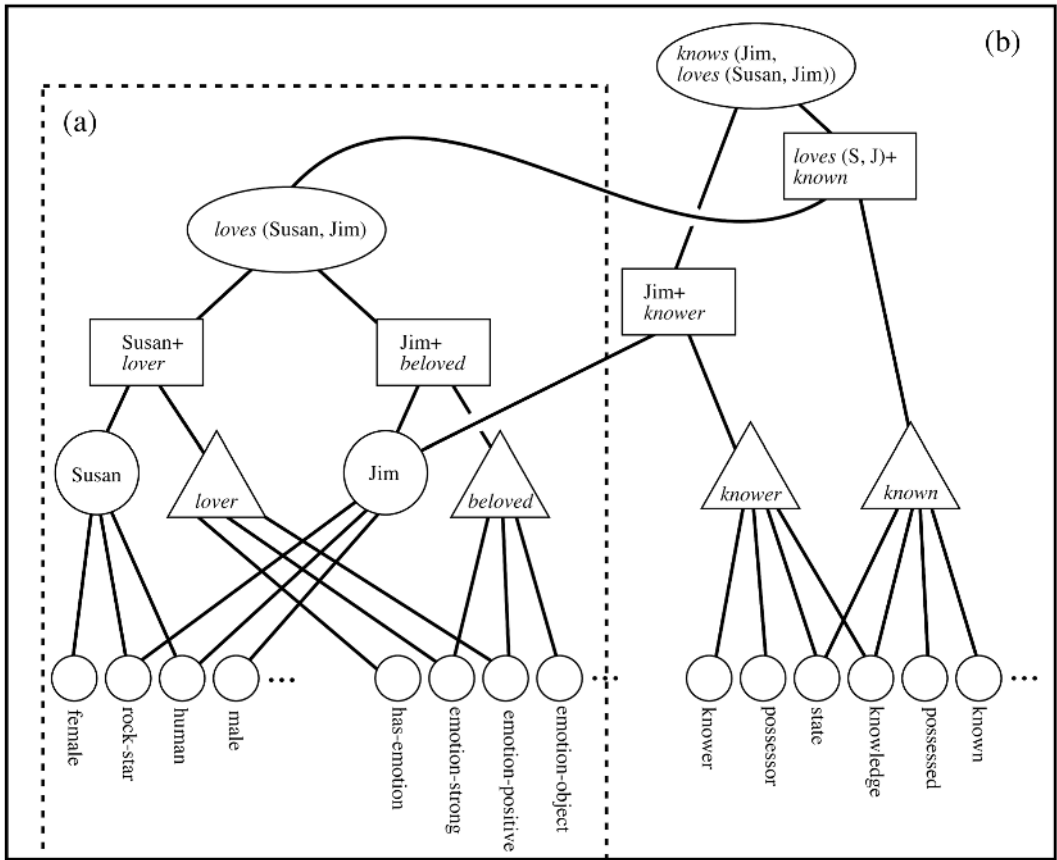 (a)
(b)
knows (Jim,
loves (Susan, Jim))
loves (S, J)+
known
loves (Susan, Jim)
Jim+
knower
Susan+
lover
Jim+
beloved
Susan
lover
Jim
beloved
knower
known
...
...
...
female
rock-star
human
male
has-emotion
emotion-strong
emotion-positive
emotion-object
knower
possessor
state
knowledge
possessed
known